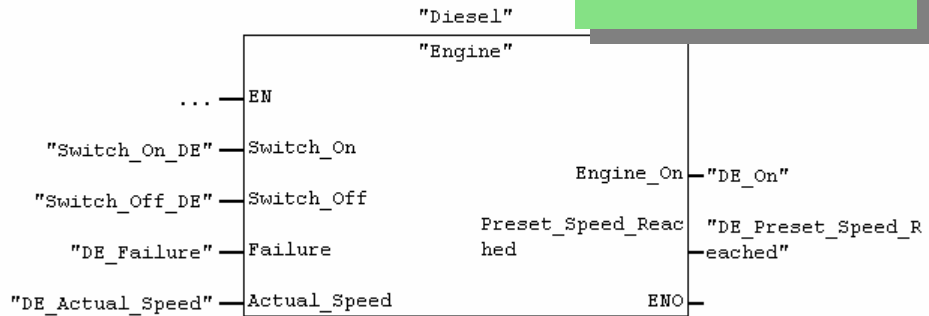 "Diesel"
"Engine"
... EN
"Switch_On_DE" Switch_On
Engine_On "DE_On"
"Switch_Off_DE" Switch_Off
Preset_Speed_Reac "DE_Preset_Speed_R
"DE_Failure" Failure hed eached"
"DE_Actual_Speed" Actual_Speed ENO